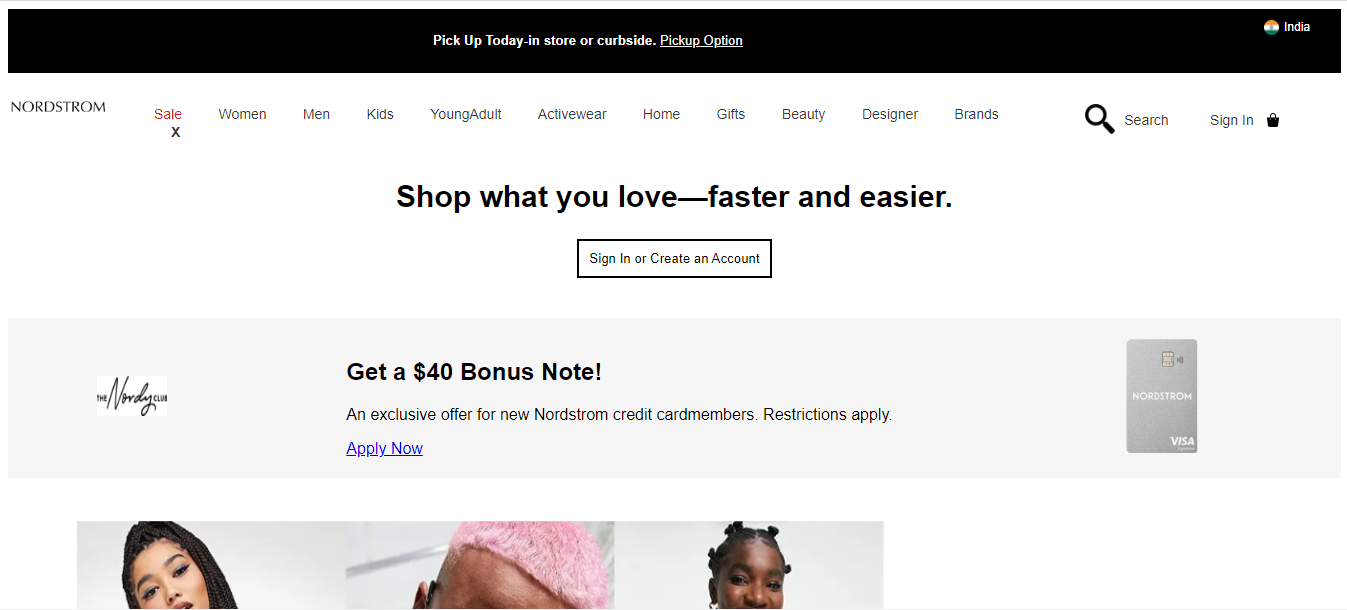 Pick Up Today-in store or curbside. Pickup Option
India
NORDSTROM
Sale Women Men Kids YoungAdult Activewear Home Gifts Beauty Designer Brands
X
Search
Sign In
Shop what you love—faster and easier.
Sign In or Create an Account
THE Nordy CLUB
Get a $40 Bonus Note!
An exclusive offer for new Nordstrom credit cardmembers. Restrictions apply.
Apply Now
NORDSTROM
VISA